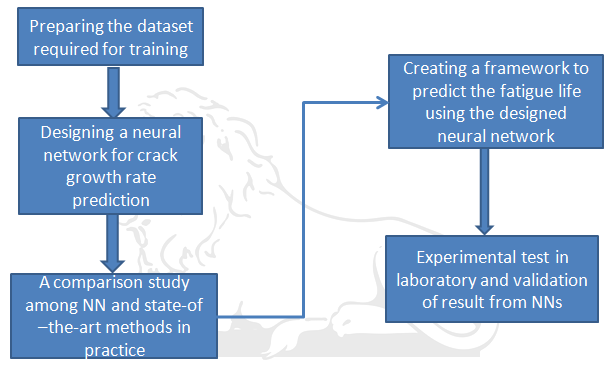 Preparing the dataset
required for training
Designing a neural
network for crack
growth rate
prediction
A comparison study
among NN and state-of
–the-art methods in
practice
Creating a framework to
predict the fatigue life
using the designed
neural network
Experimental test in
laboratory and validation
of result from NNs